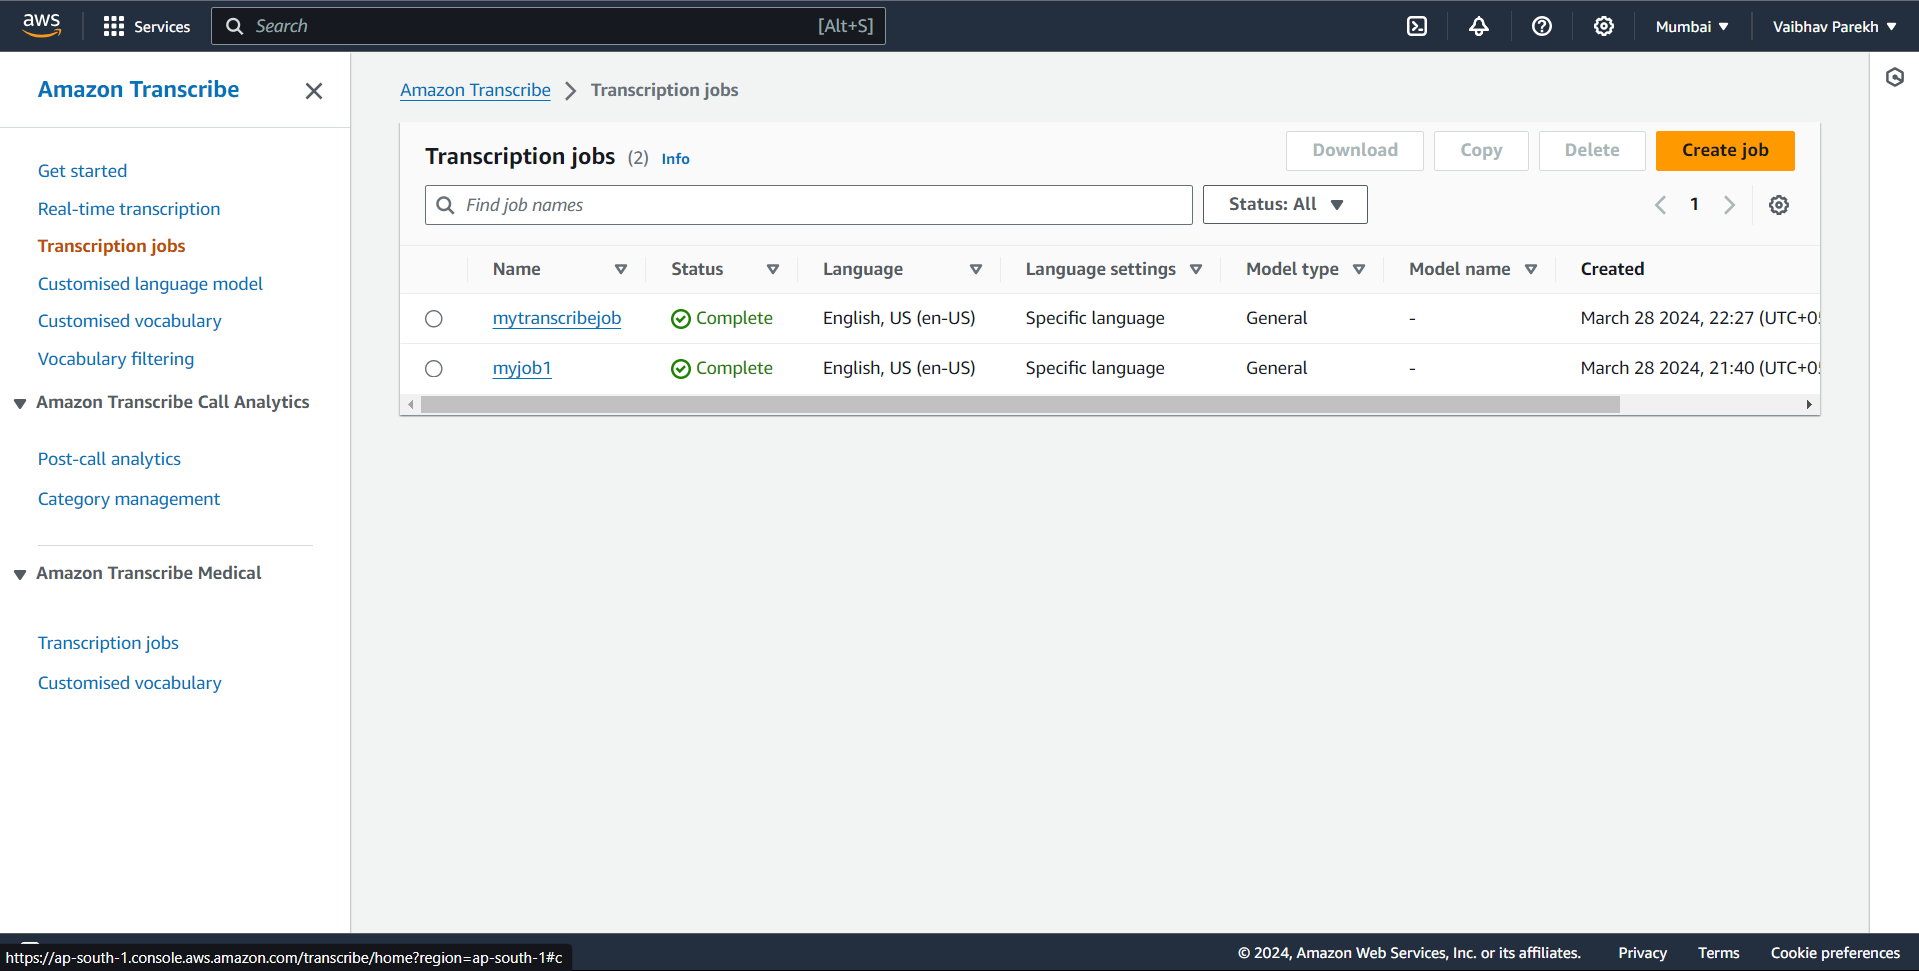 aws Services Search [Alt+S] Mumbai Vaibhav Parekh
Amazon Transcribe
Get started
Real-time transcription
Transcription jobs
Customised language model
Customised vocabulary
Vocabulary filtering
Amazon Transcribe Call Analytics
Post-call analytics
Category management
Amazon Transcribe Medical
Transcription jobs
Customised vocabulary
Amazon Transcribe Transcription jobs
Transcription jobs (2) Info Download Copy Delete Create job
Find job names Status: All 1
Name Status Language Language settings Model type Model name Created
mytranscribejob Complete English, US (en-US) Specific language General - March 28 2024, 22:27 (UTC+05
myjob1 Complete English, US (en-US) Specific language General - March 28 2024, 21:40 (UTC+05
https://ap-south-1.console.aws.amazon.com/transcribe/home?region=ap-south-1#c © 2024, Amazon Web Services, Inc. or its affiliates. Privacy Terms Cookie preferences